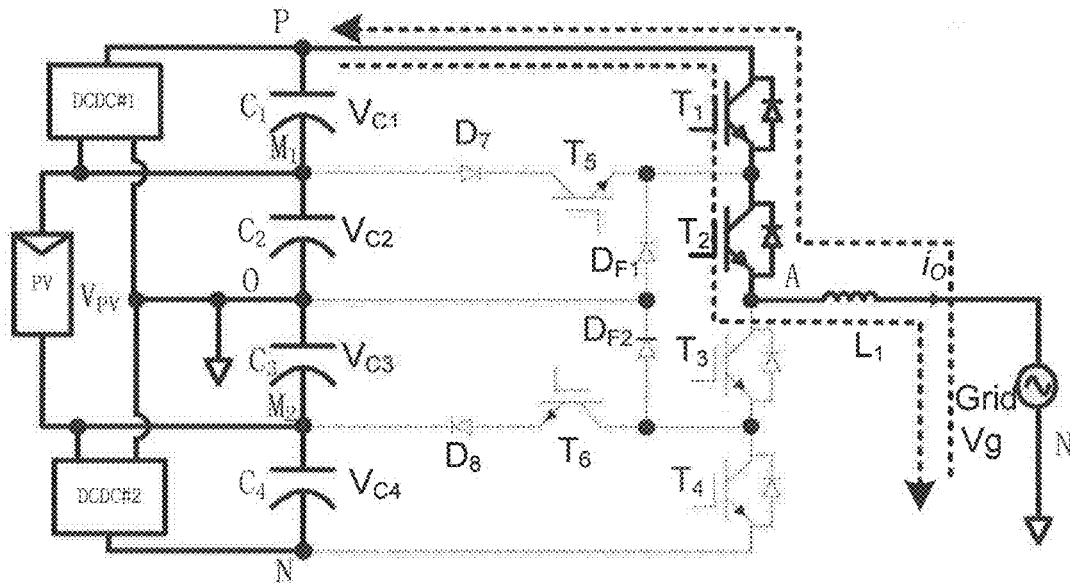 P
DCDC#1
C1
VC1
T1
M1
D7
T5
C2
VC2
T2
DF1
PV
VPV
O
A
iO
DF2
C3
VC3
T3
L1
M2
Grid
Vg
N
D8
T6
DCDC#2
C4
VC4
T4
N